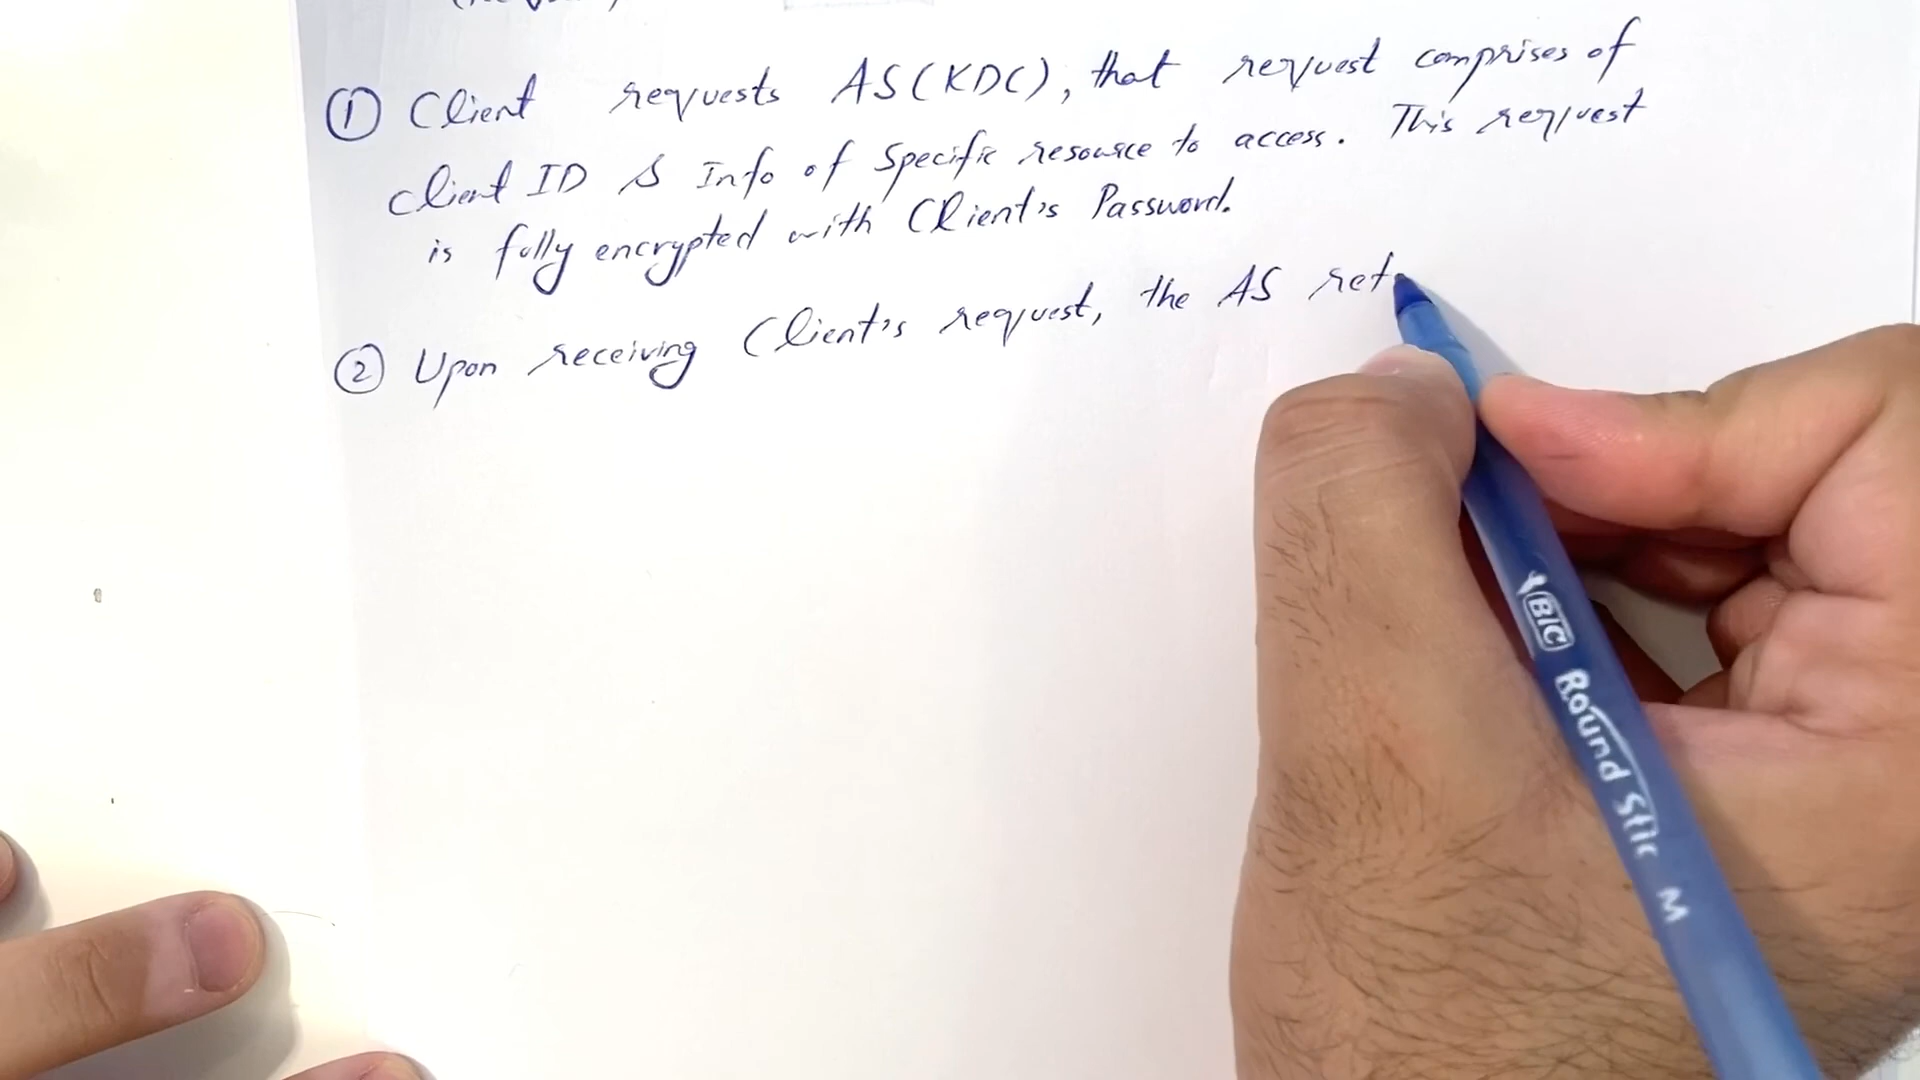 ① Client requests AS(KDC), that request comprises of
Client ID & Info of Specific resource to access. This request
is fully encrypted with Client's Password.
② Upon receiving Client's request, the AS ret
BIC Round Stic M